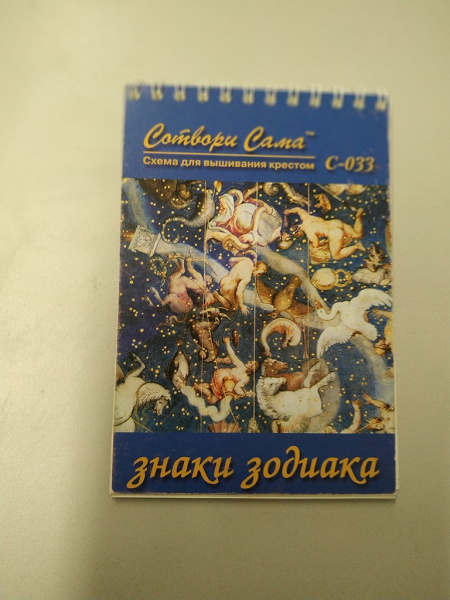 Сотвори Сама™
Схема для вышивания крестом С-033
знаки зодиака